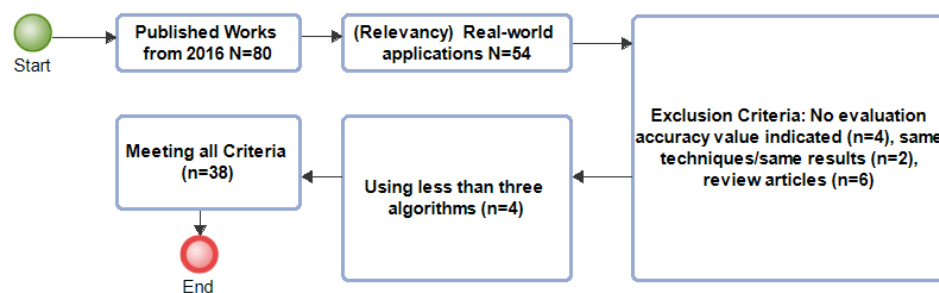 Start
Published Works
from 2016 N=80
(Relevancy) Real-world
applications N=54
Exclusion Criteria: No evaluation
accuracy value indicated (n=4), same
techniques/same results (n=2),
review articles (n=6)
Using less than three
algorithms (n=4)
Meeting all Criteria
(n=38)
End